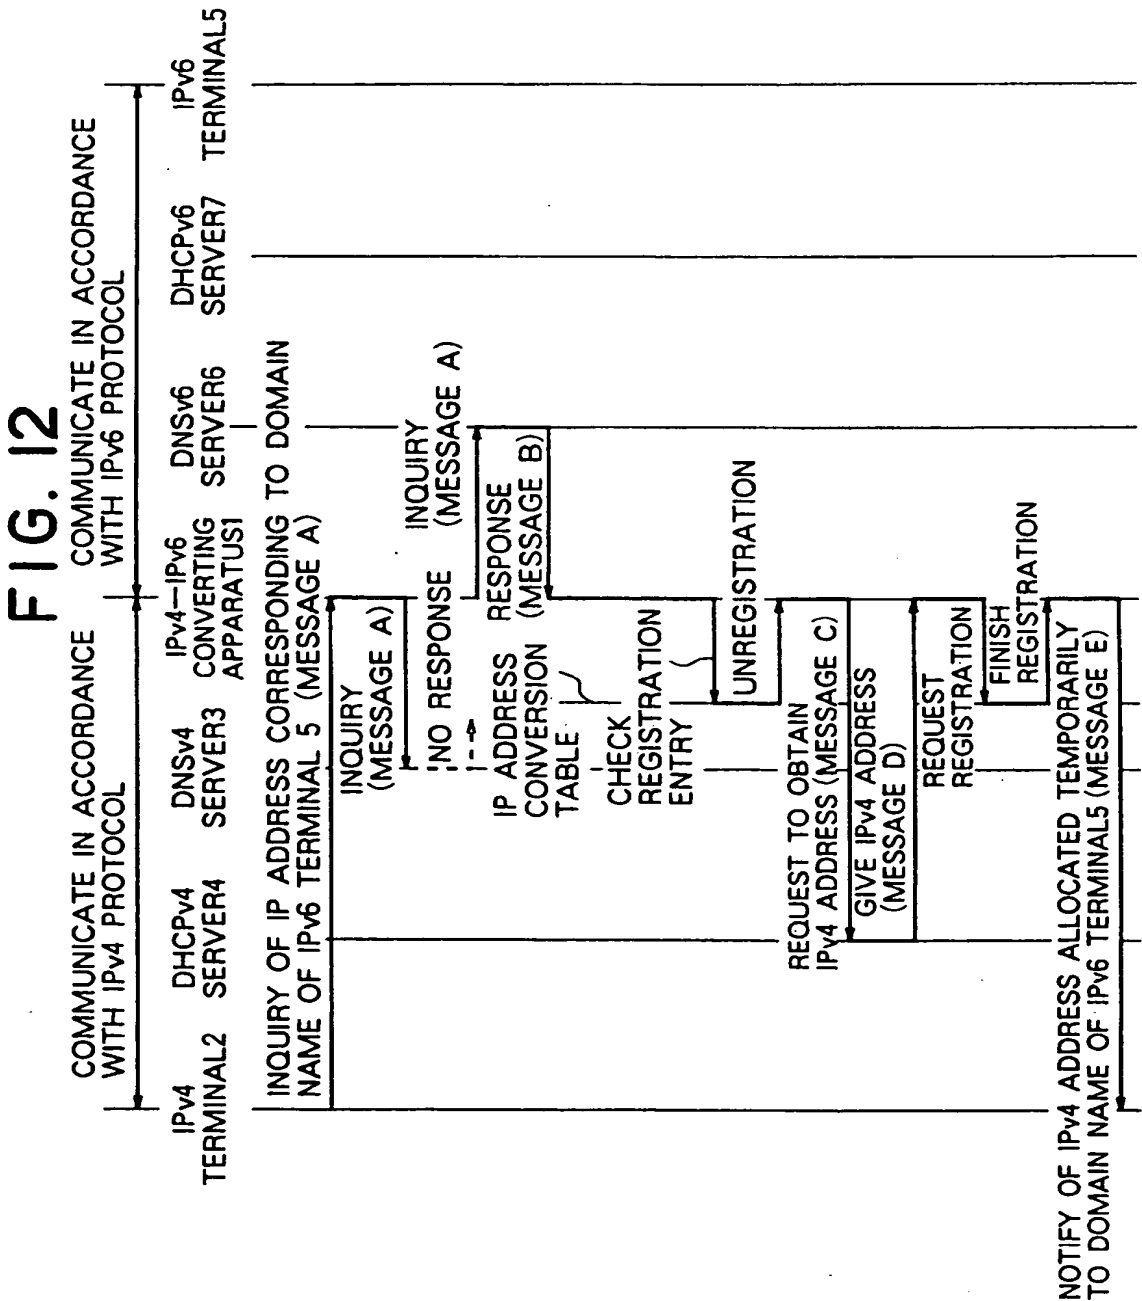 FIG. 12
COMMUNICATE IN ACCORDANCE
WITH IPv4 PROTOCOL
COMMUNICATE IN ACCORDANCE
WITH IPv6 PROTOCOL
IPv4
TERMINAL2
DHCPv4
SERVER4
DNSv4
SERVER3
IPv4—IPv6
CONVERTING
APPARATUS1
DNSv6
SERVER6
DHCPv6
SERVER7
IPv6
TERMINAL5
INQUIRY OF IP ADDRESS CORRESPONDING TO DOMAIN
NAME OF IPv6 TERMINAL 5 (MESSAGE A)
INQUIRY
(MESSAGE A)
NO RESPONSE
INQUIRY
(MESSAGE A)
RESPONSE
(MESSAGE B)
IP ADDRESS
CONVERSION
TABLE
CHECK
REGISTRATION
ENTRY
UNREGISTRATION
REQUEST TO OBTAIN
IPv4 ADDRESS (MESSAGE C)
GIVE IPv4 ADDRESS
(MESSAGE D)
REQUEST
REGISTRATION
FINISH
REGISTRATION
NOTIFY OF IPv4 ADDRESS ALLOCATED TEMPORARILY
TO DOMAIN NAME OF IPv6 TERMINAL5 (MESSAGE E)